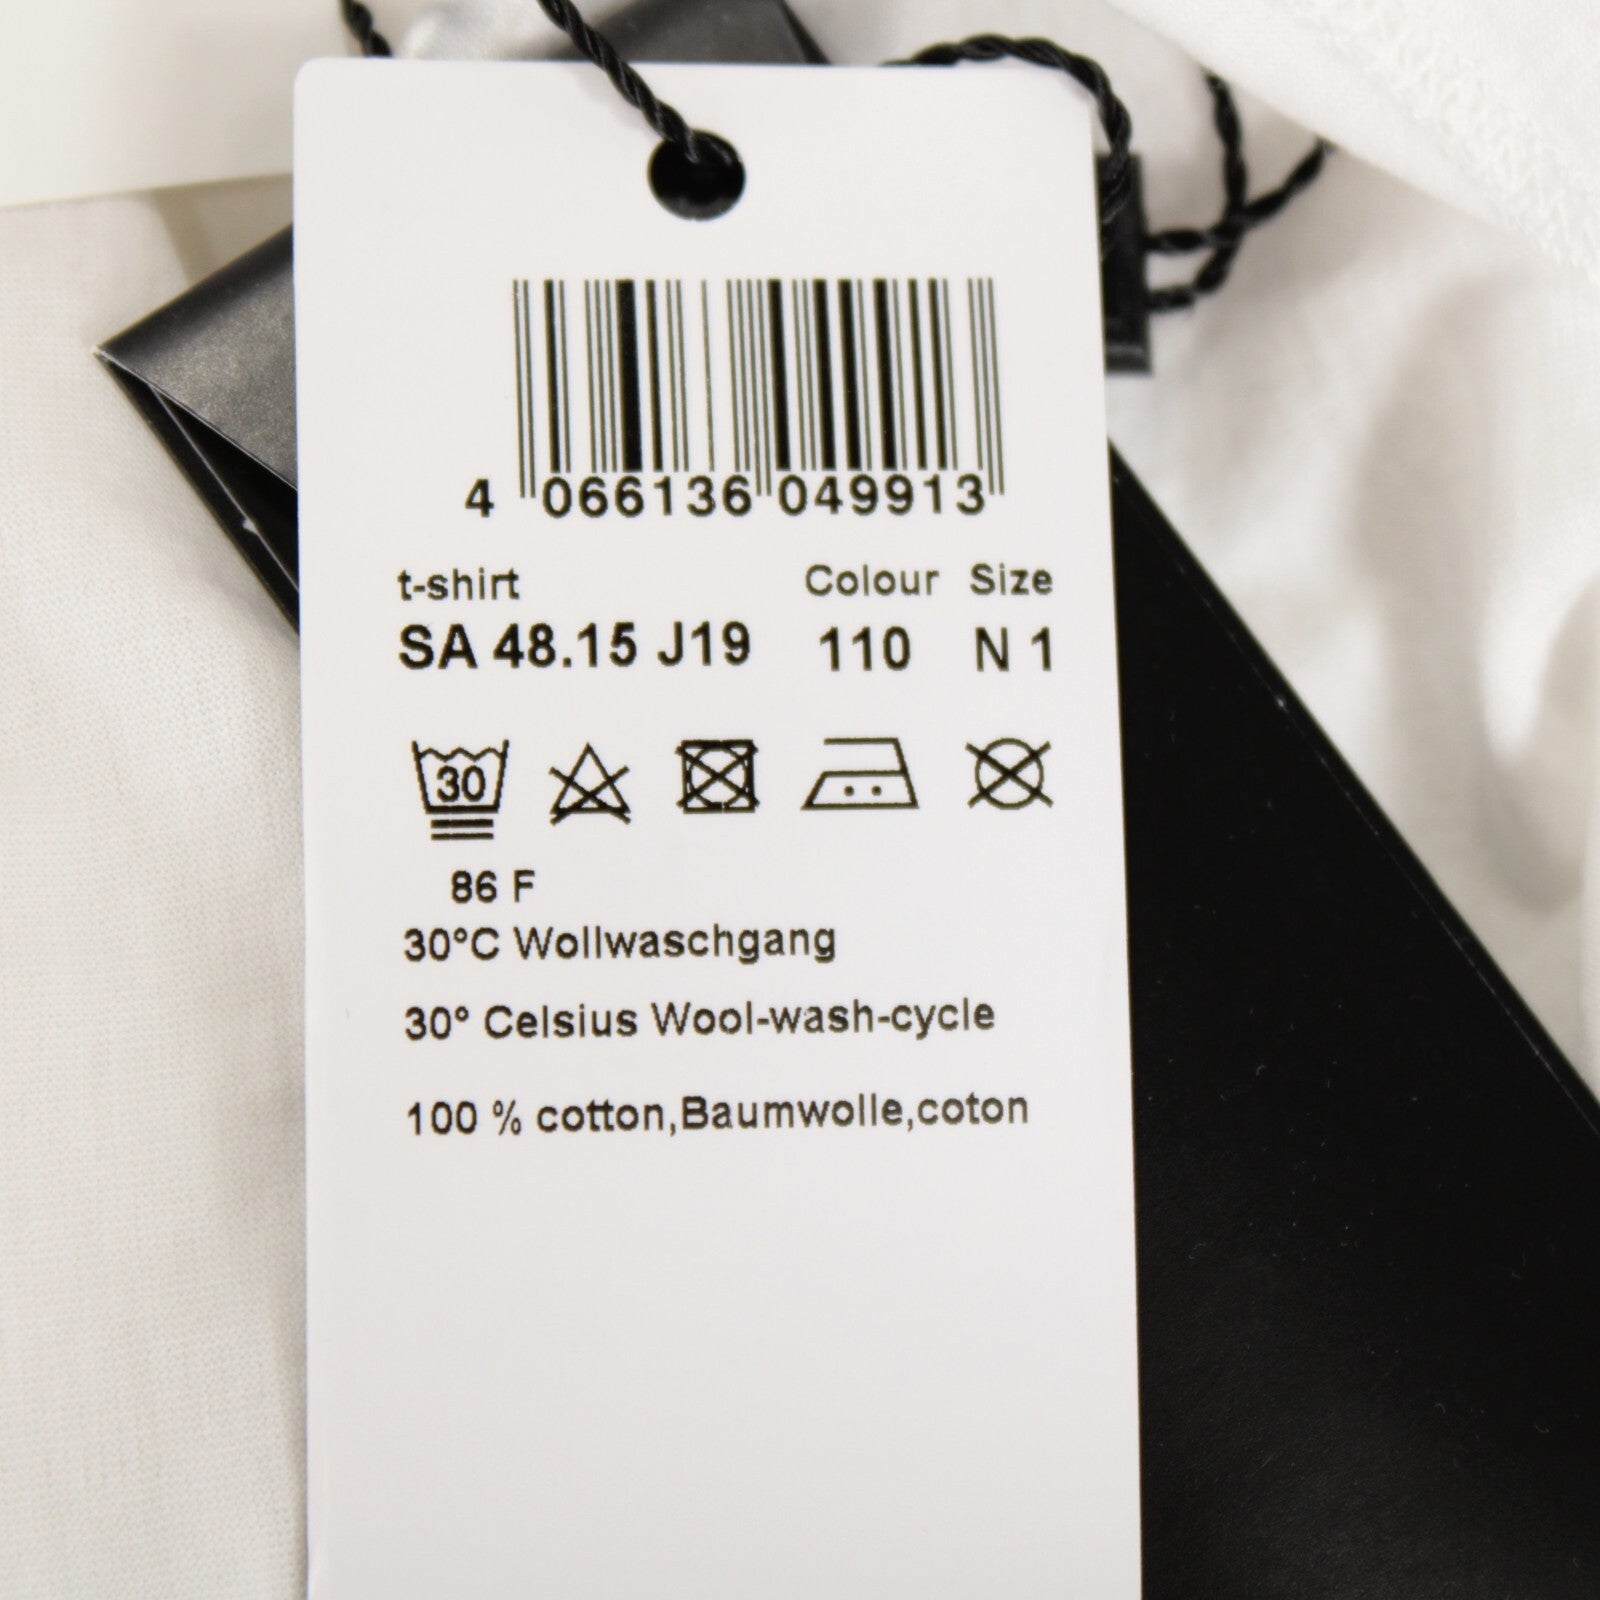 4 066136 049913
t-shirt Colour Size
SA 48.15 J19 110 N 1
30
86 F
30°C Wollwaschgang
30° Celsius Wool-wash-cycle
100 % cotton,Baumwolle,coton